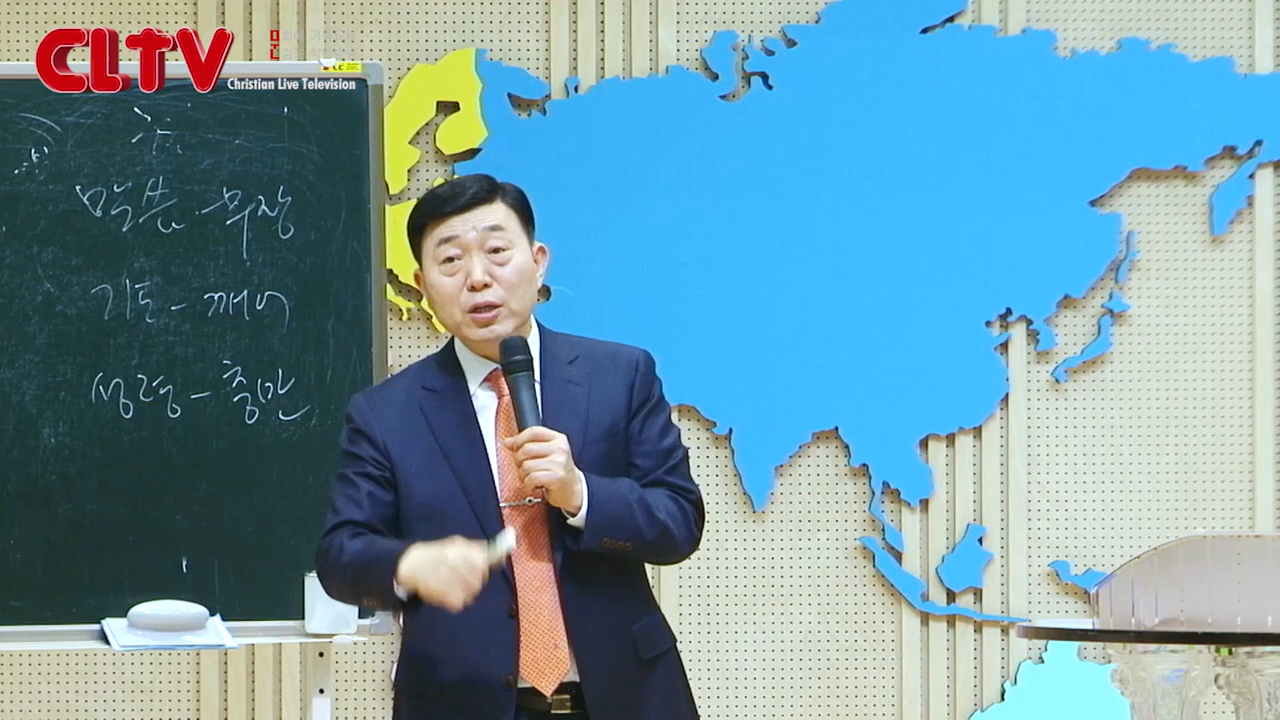 CLTV
Christian Live Television
말씀 - 무장
기도 - 깨어
성령 - 충만